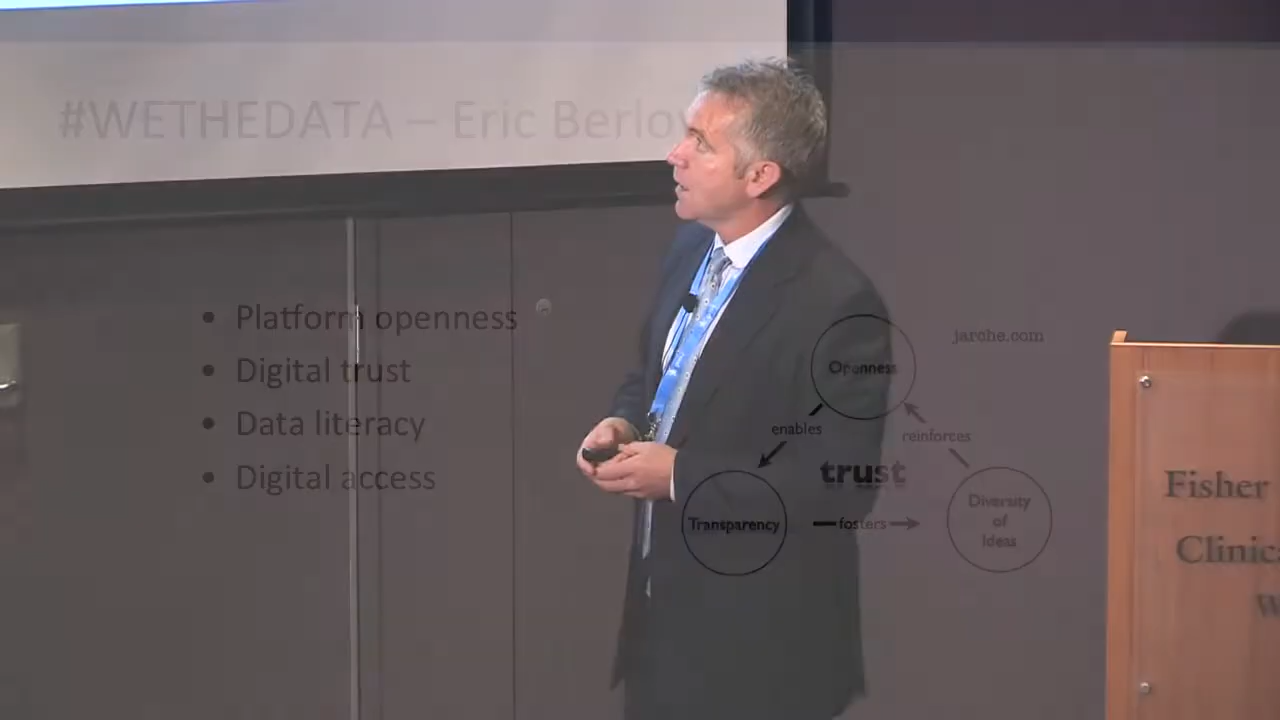 #WETHEDATA – Eric Berlow
• Platform openness
• Digital trust
• Data literacy
• Digital access
jarche.com
Openness
enables
reinforces
trust
Transparency
fosters
Diversity
of
Ideas
Fisher
Clinic
W